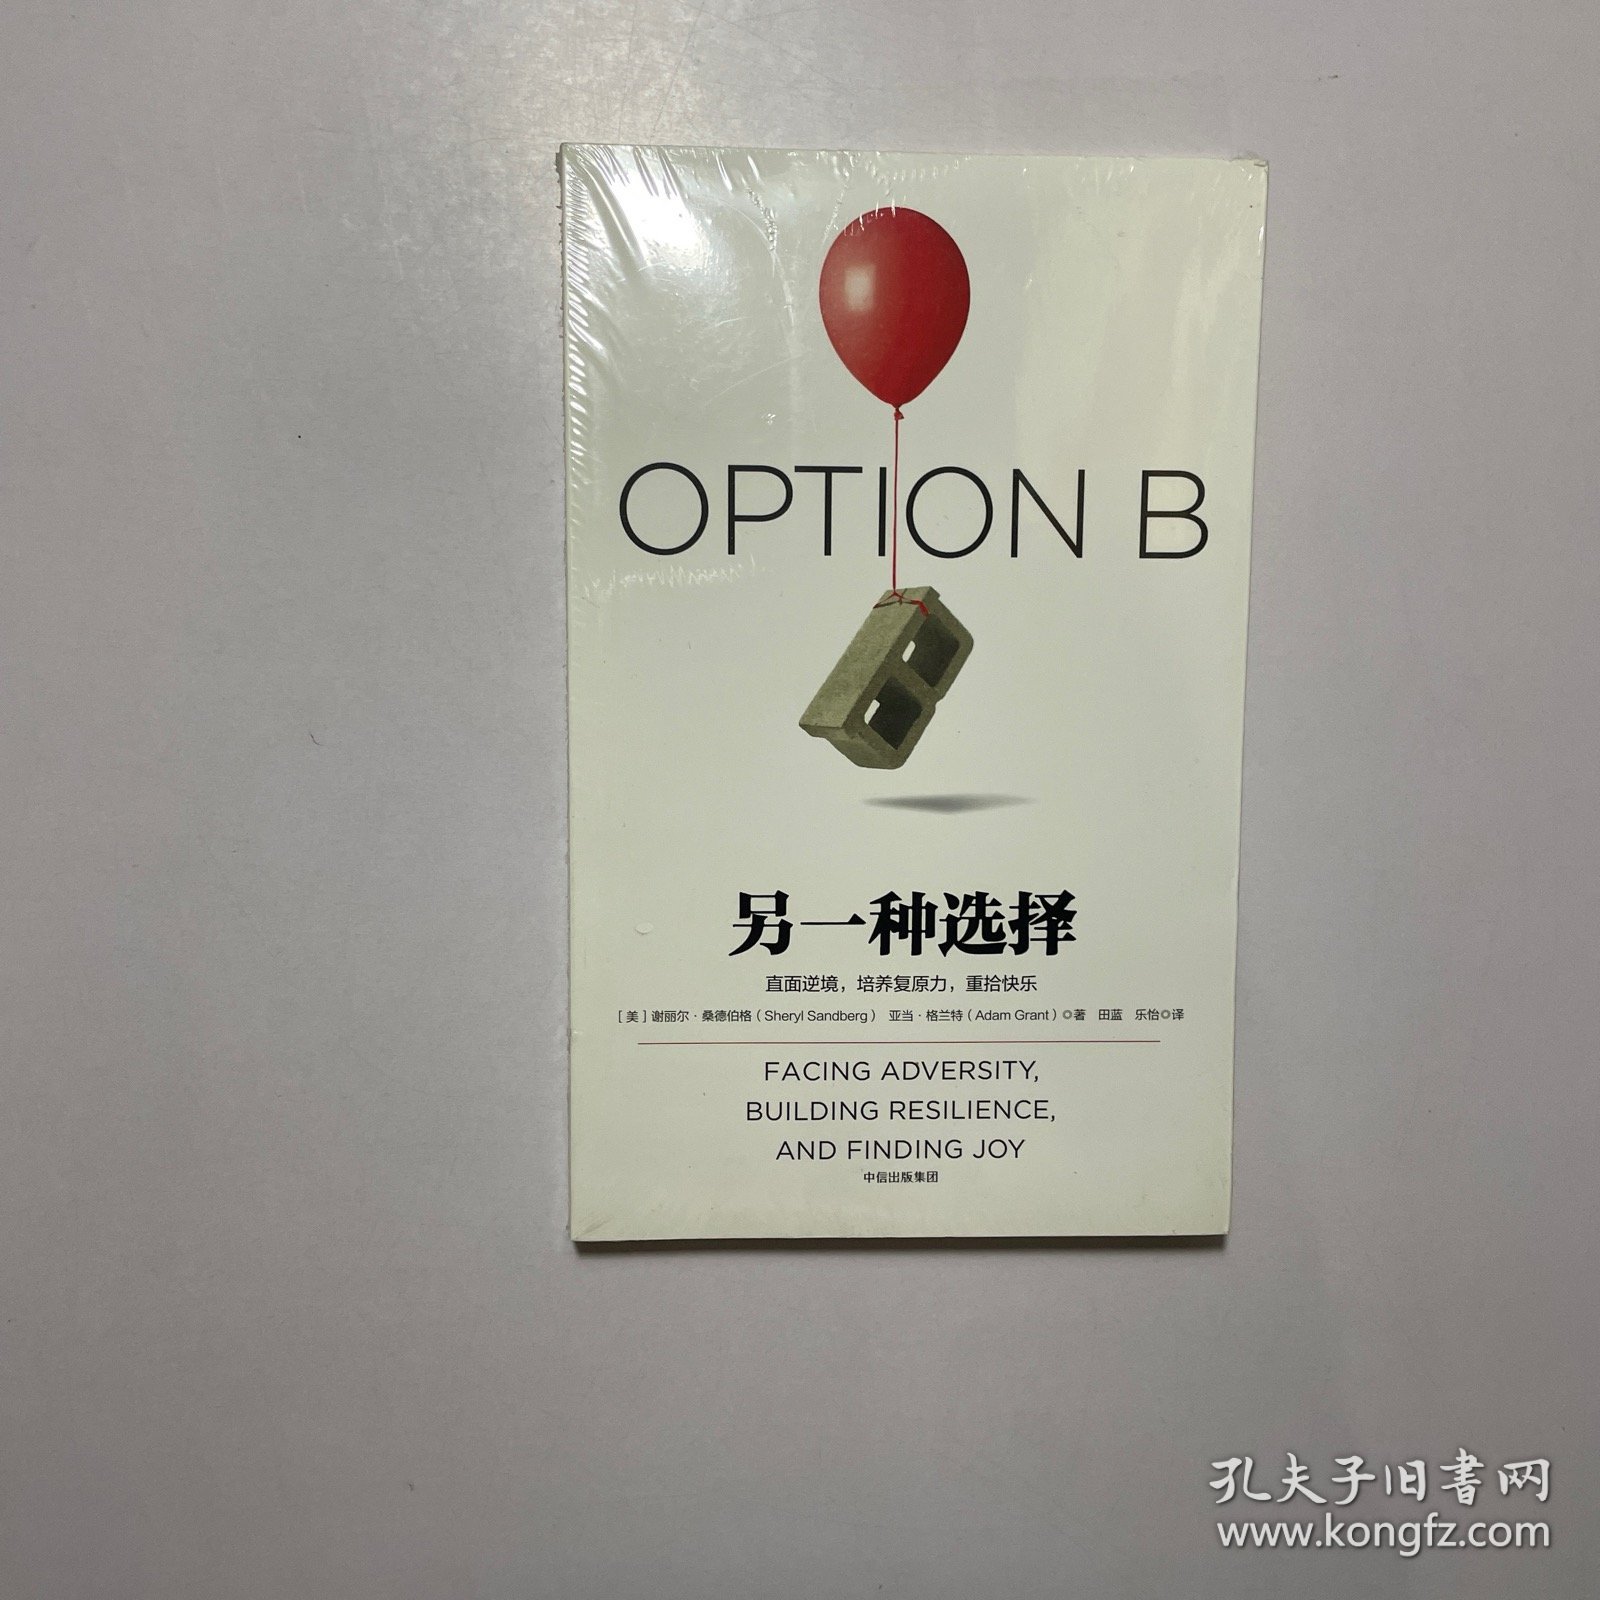 OPTION B
另一种选择
直面逆境，培养复原力，重拾快乐
［美］谢丽尔·桑德伯格（Sheryl Sandberg） 亚当·格兰特（Adam Grant）◎著 田蓝 乐怡◎译
FACING ADVERSITY,
BUILDING RESILIENCE,
AND FINDING JOY
中信出版集团
孔夫子旧书网
www.kongfz.com